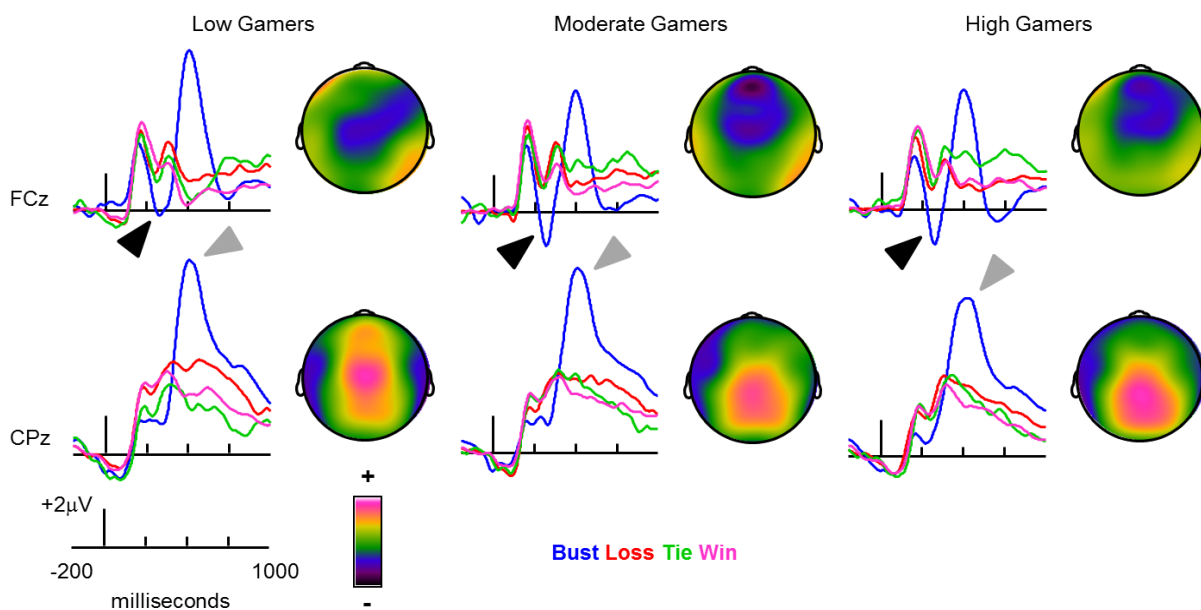 Low Gamers
Moderate Gamers
High Gamers
FCz
CPz
+
+2μV
Bust Loss Tie Win
-200
1000
-
milliseconds